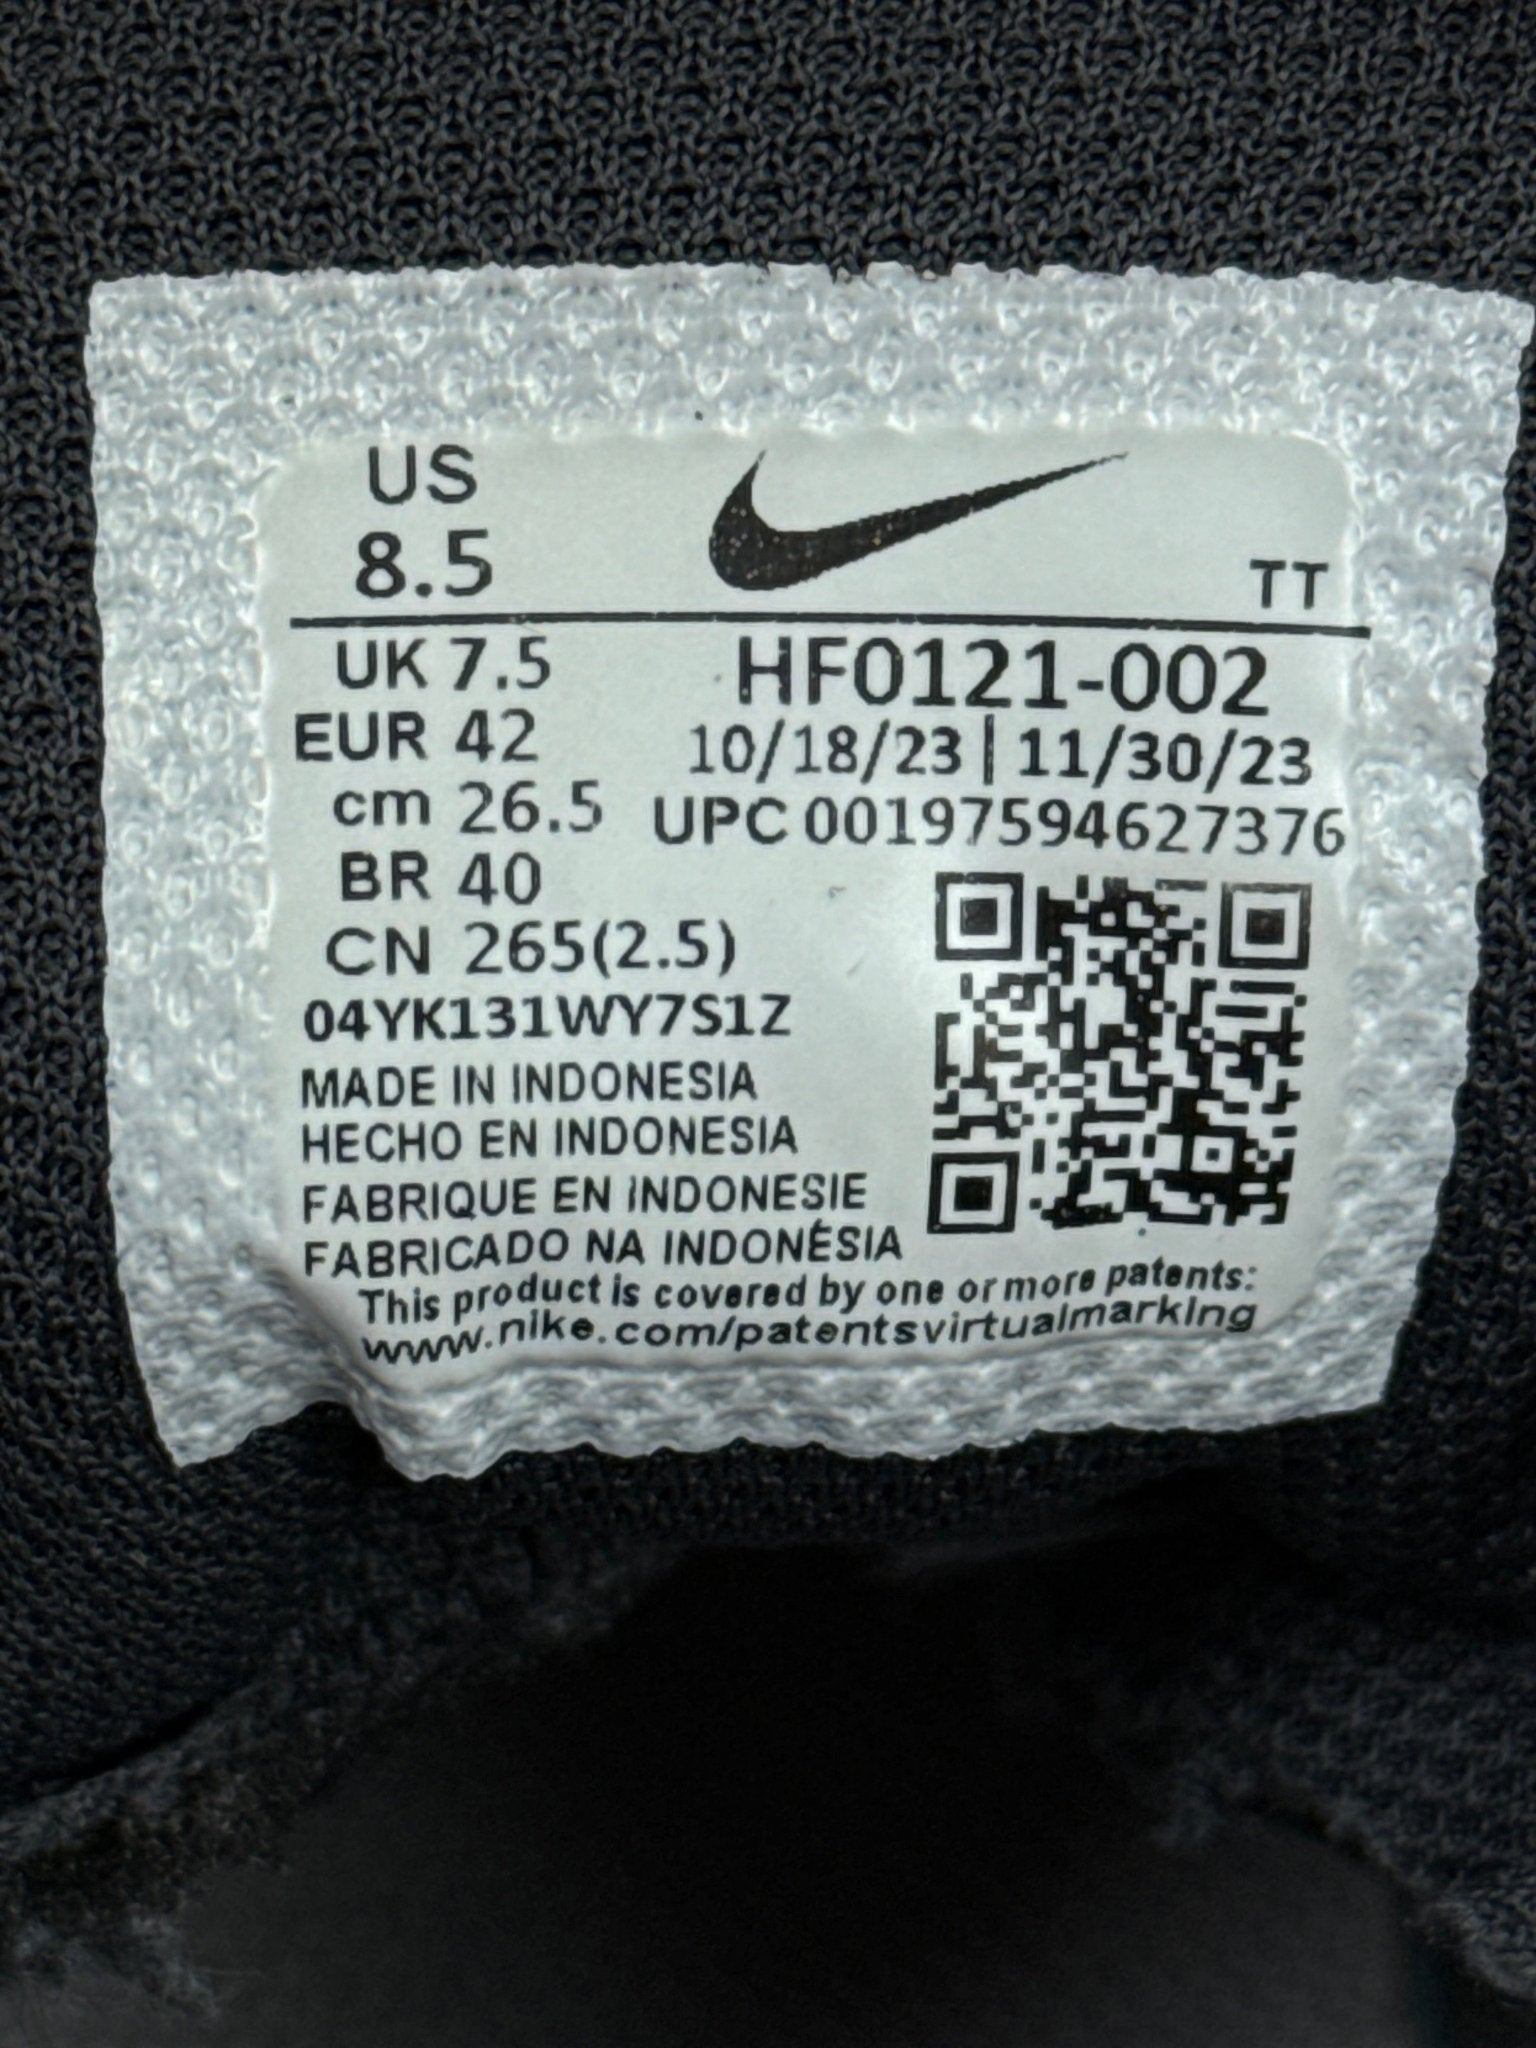 US
8.5
TT
UK 7.5
HF0121-002
EUR 42
10/18/23 | 11/30/23
cm 26.5
UPC 00197594627376
BR 40
CN 265(2.5)
04YK131WY7S1Z
MADE IN INDONESIA
HECHO EN INDONESIA
FABRIQUE EN INDONESIE
FABRICADO NA INDONÉSIA
This product is covered by one or more patents:
www.nike.com/patentsvirtualmarking